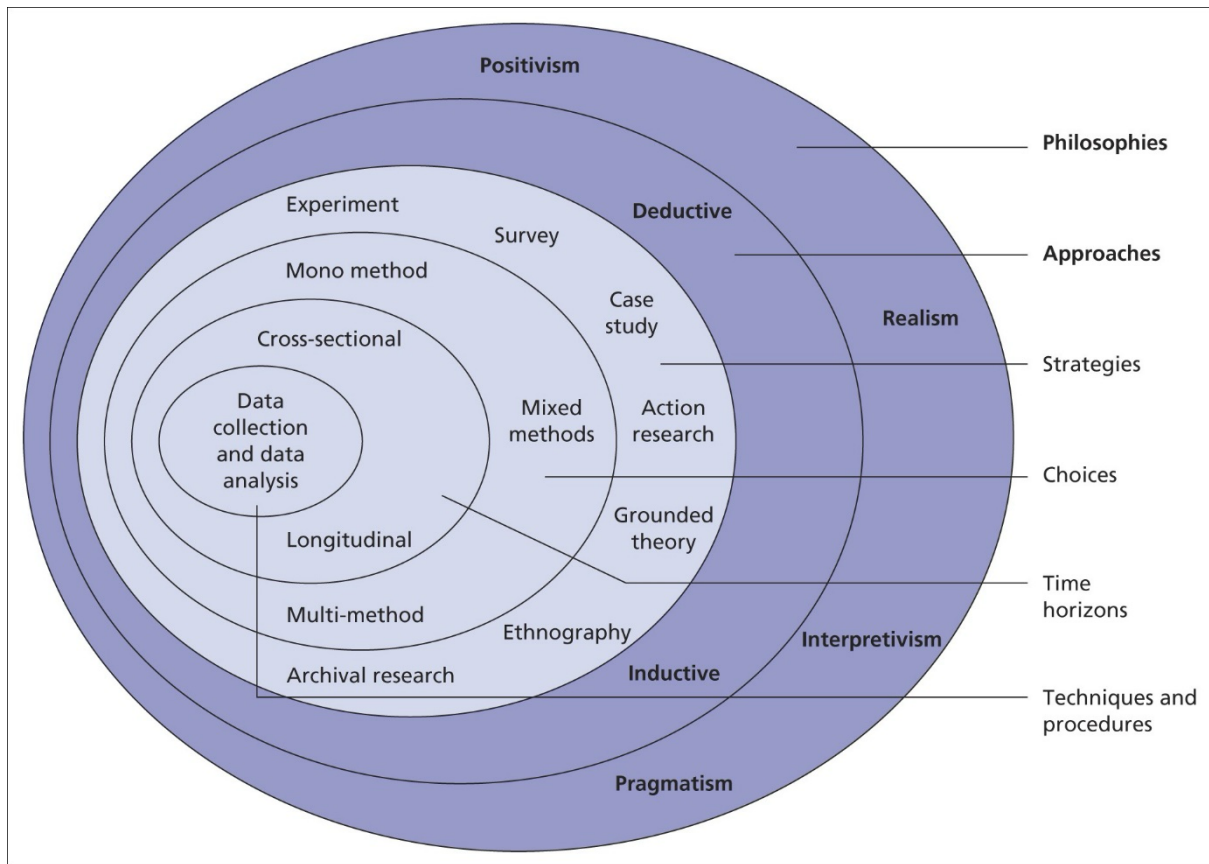 Positivism
Philosophies
Experiment
Deductive
Survey
Approaches
Mono method
Case
study
Realism
Cross-sectional
Strategies
Data
collection
and data
analysis
Mixed
methods
Action
research
Choices
Longitudinal
Grounded
theory
Time
horizons
Multi-method
Ethnography
Interpretivism
Archival research
Inductive
Techniques and
procedures
Pragmatism